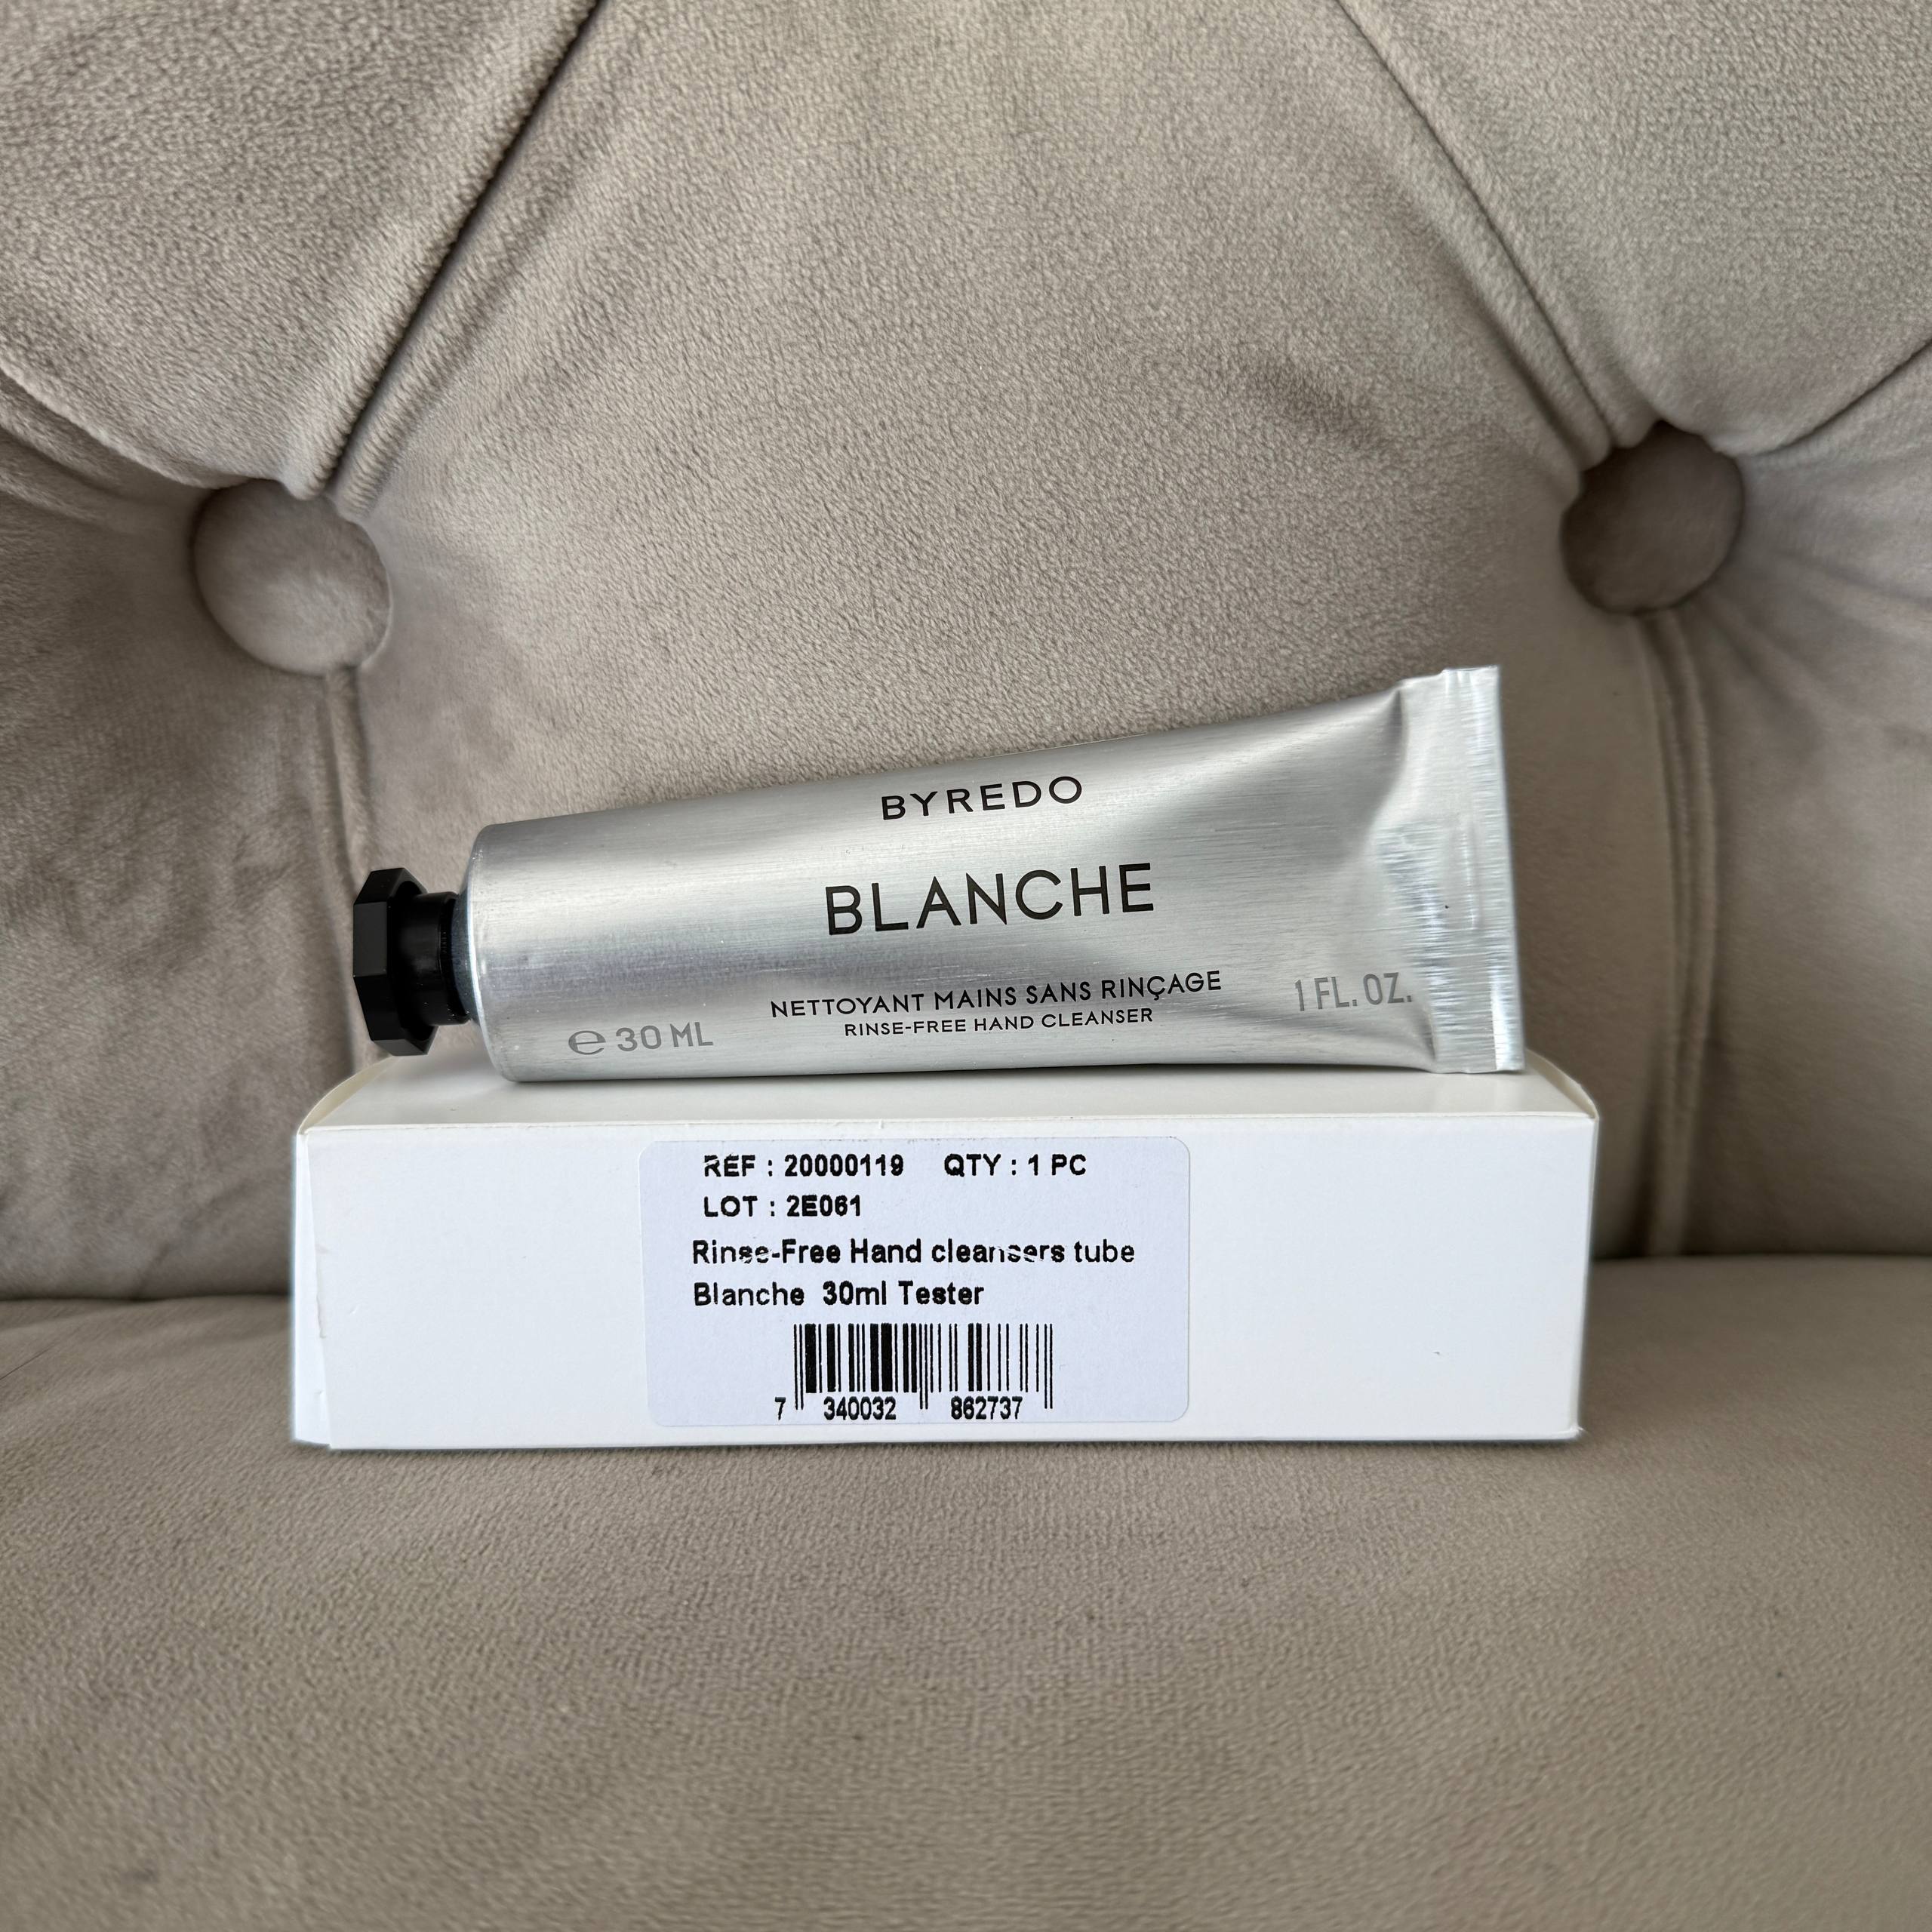 BYREDO
BLANCHE
NETTOYANT MAINS SANS RINÇAGE
RINSE-FREE HAND CLEANSER
℮ 30 ML
1 FL. OZ.
REF : 20000119 QTY : 1 PC
LOT : 2E061
Rinse-Free Hand cleansers tube
Blanche 30ml Tester
7 340032 862737